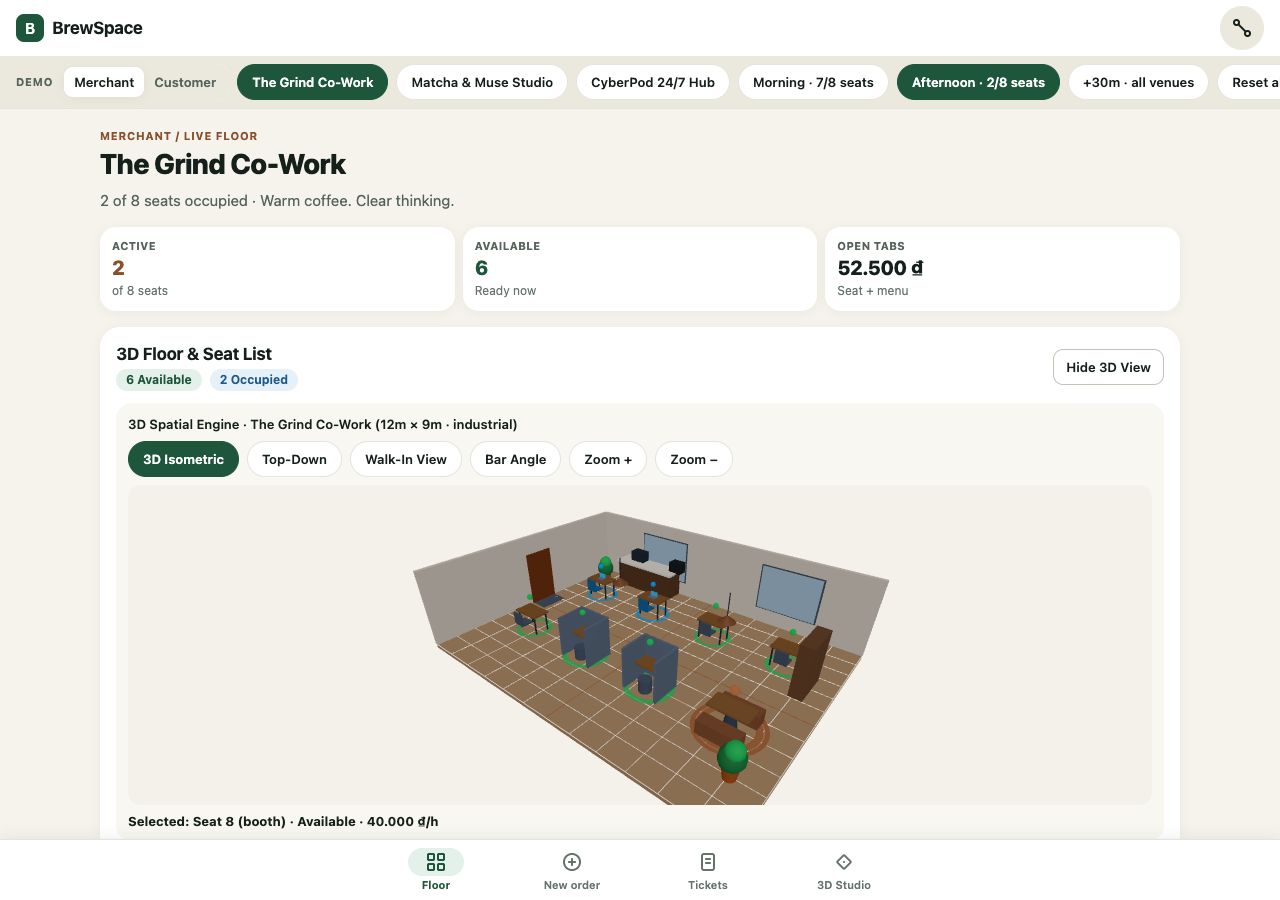 B BrewSpace
DEMO Merchant Customer The Grind Co-Work Matcha & Muse Studio CyberPod 24/7 Hub Morning · 7/8 seats Afternoon · 2/8 seats +30m · all venues Reset a
MERCHANT / LIVE FLOOR
The Grind Co-Work
2 of 8 seats occupied · Warm coffee. Clear thinking.
ACTIVE
2
of 8 seats
AVAILABLE
6
Ready now
OPEN TABS
52.500 ₫
Seat + menu
3D Floor & Seat List
6 Available 2 Occupied
Hide 3D View
3D Spatial Engine · The Grind Co-Work (12m × 9m · industrial)
3D Isometric Top-Down Walk-In View Bar Angle Zoom + Zoom −
Selected: Seat 8 (booth) · Available · 40.000 ₫/h
Floor New order Tickets 3D Studio